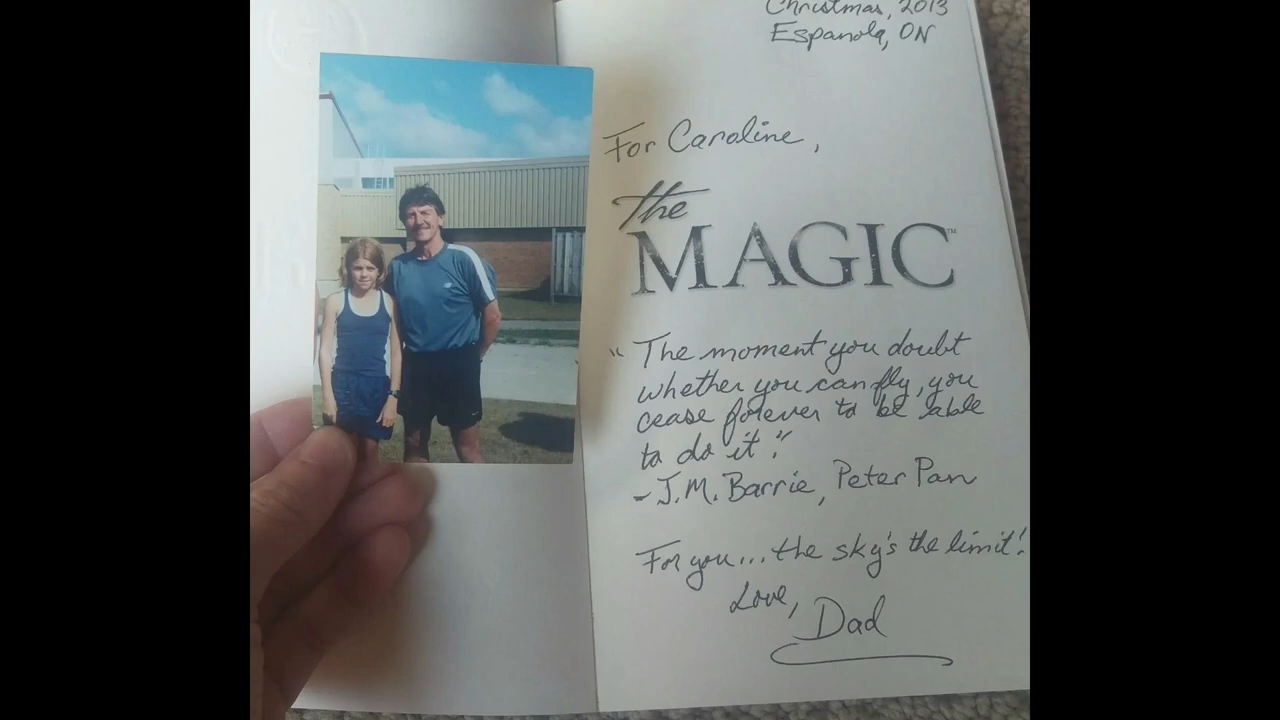 Christmas, 2013
Espanola, ON
For Caroline,
the
MAGIC™
"The moment you doubt
whether you can fly, you
cease forever to be able
to do it."
- J.M. Barrie, Peter Pan
For you... the sky's the limit!
Love,
Dad